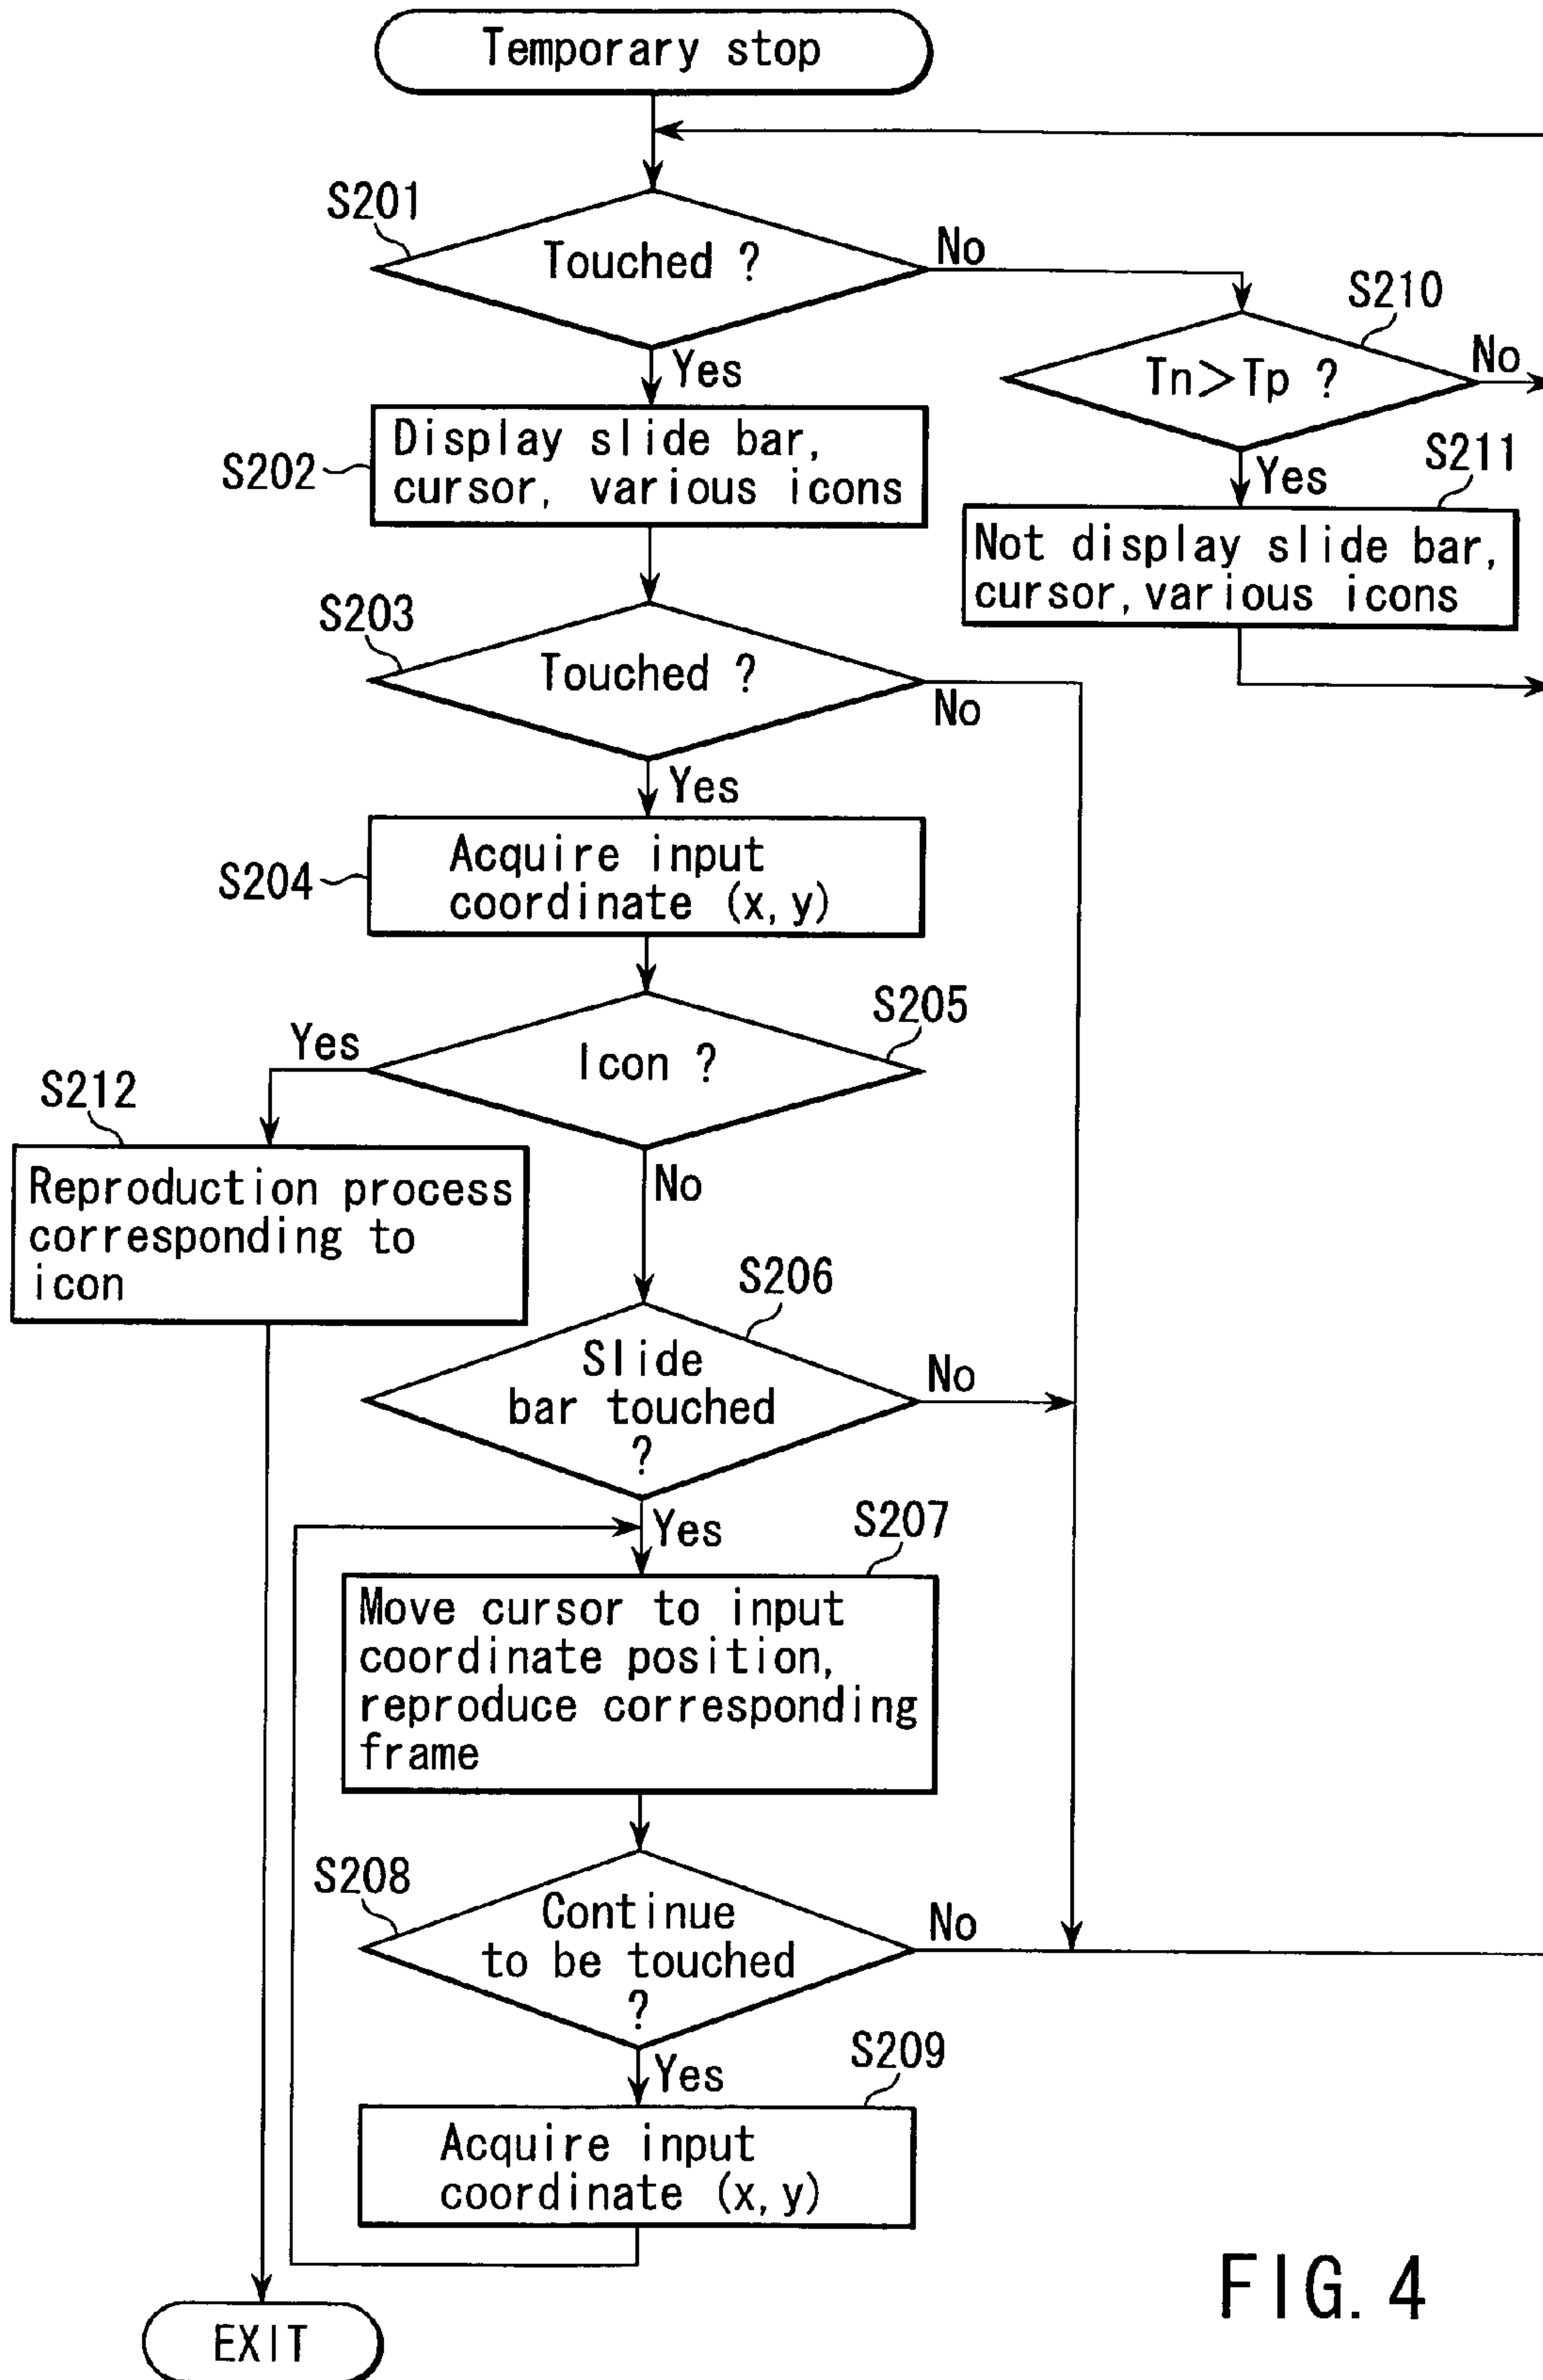 Temporary stop
S201
Touched ?
No
S210
Tn>Tp ?
No
Yes
Yes
S202
Display slide bar,
cursor, various icons
S211
Not display slide bar,
cursor, various icons
S203
Touched ?
No
Yes
S204
Acquire input
coordinate (x, y)
S205
Icon ?
Yes
S212
No
Reproduction process
corresponding to
icon
S206
Slide
bar touched
?
No
Yes
S207
Move cursor to input
coordinate position,
reproduce corresponding
frame
S208
Continue
to be touched
?
No
Yes
S209
Acquire input
coordinate (x, y)
EXIT
FIG. 4